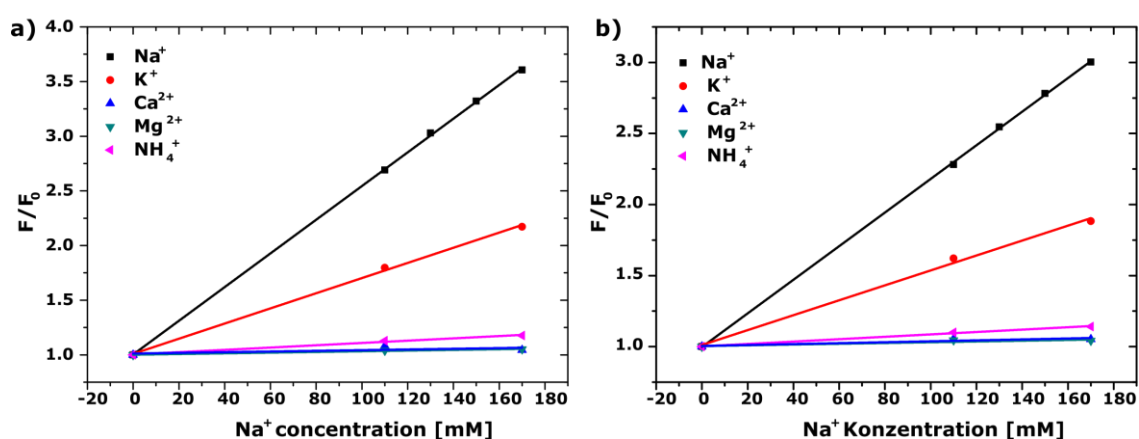 a)
Na+
K+
Ca2+
Mg2+
NH4+
4.0
3.5
3.0
2.5
2.0
1.5
1.0
F/F0
-20 0 20 40 60 80 100 120 140 160 180
Na+ concentration [mM]
b)
Na+
K+
Ca2+
Mg2+
NH4+
3.0
2.5
2.0
1.5
1.0
F/F0
-20 0 20 40 60 80 100 120 140 160 180
Na+ Konzentration [mM]